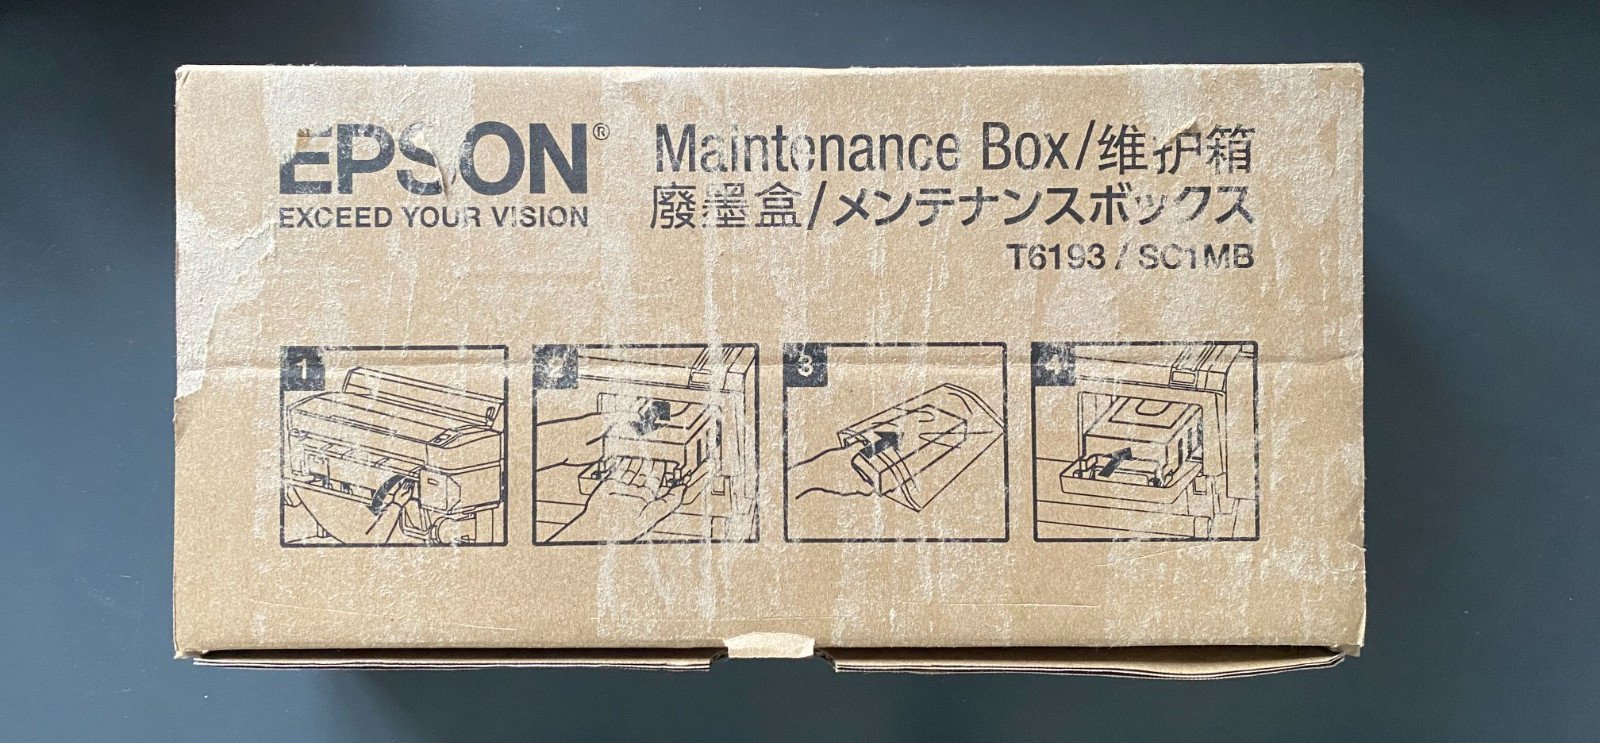 EPSON®
EXCEED YOUR VISION
Maintenance Box/维护箱
廢墨盒/メンテナンスボックス
T6193 / SC1MB
1
2
3
4